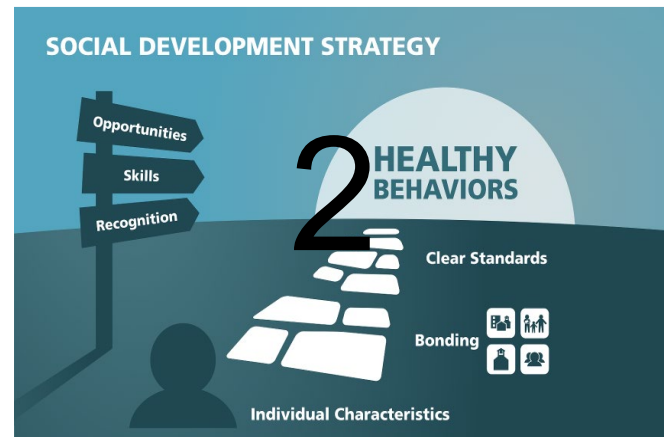 SOCIAL DEVELOPMENT STRATEGY
Opportunities
Skills
Recognition
2
HEALTHY
BEHAVIORS
Clear Standards
Bonding
Individual Characteristics